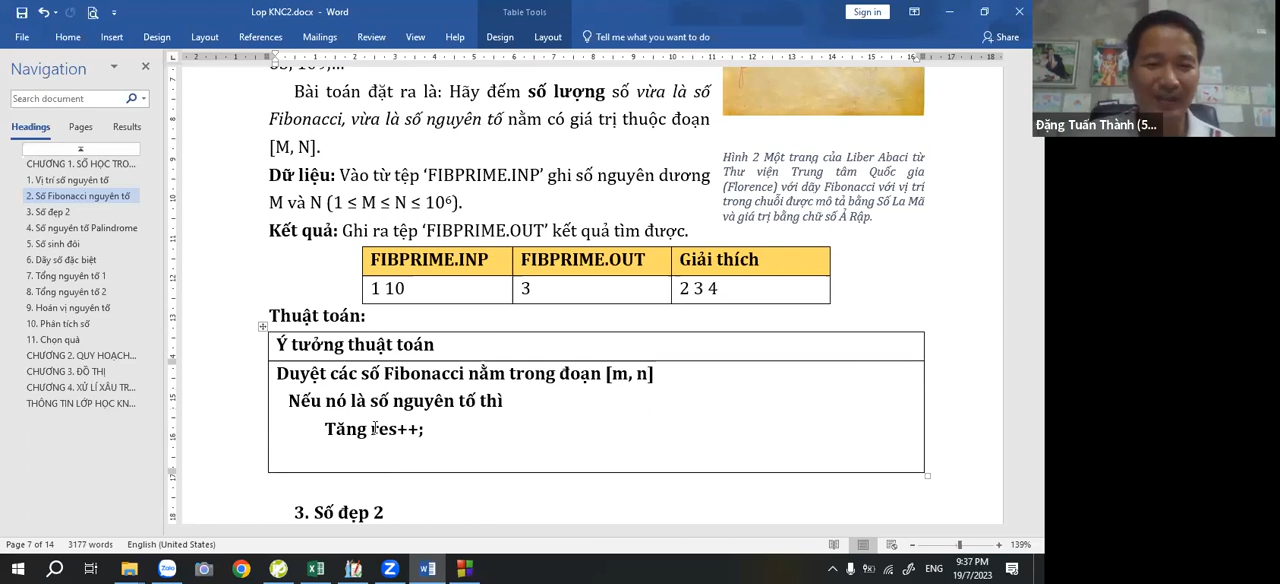 Lop KNC2.docx - Word
Table Tools
Sign in
File Home Insert Design Layout References Mailings Review View Help Design Layout Tell me what you want to do Share
Navigation
Search document
Headings Pages Results
CHƯƠNG 1. SỐ HỌC TRO...
1. Vị trí số nguyên tố
2. Số Fibonacci nguyên tố
3. Số đẹp 2
4. Số nguyên tố Palindrome
5. Số sinh đôi
6. Dãy số đặc biệt
7. Tổng nguyên tố 1
8. Tổng nguyên tố 2
9. Hoán vị nguyên tố
10. Phân tích số
11. Chọn quà
CHƯƠNG 2. QUY HOẠCH...
CHƯƠNG 3. ĐỒ THỊ
CHƯƠNG 4. XỬ LÍ XÂU TR...
THÔNG TIN LỚP HỌC KN...
Bài toán đặt ra là: Hãy đếm số lượng số vừa là số
Fibonacci, vừa là số nguyên tố nằm có giá trị thuộc đoạn
[M, N].
Dữ liệu: Vào từ tệp ‘FIBPRIME.INP’ ghi số nguyên dương
M và N (1 ≤ M ≤ N ≤ 10⁶).
Kết quả: Ghi ra tệp ‘FIBPRIME.OUT’ kết quả tìm được.
Hình 2 Một trang của Liber Abaci từ
Thư viện Trung tâm Quốc gia
(Florence) với dãy Fibonacci với vị trí
trong chuỗi được mô tả bằng Số La Mã
và giá trị bằng chữ số Ả Rập.
FIBPRIME.INP FIBPRIME.OUT Giải thích
1 10 3 2 3 4
Thuật toán:
Ý tưởng thuật toán
Duyệt các số Fibonacci nằm trong đoạn [m, n]
Nếu nó là số nguyên tố thì
Tăng res++;
3. Số đẹp 2
Đặng Tuấn Thành (5...
Page 7 of 14 3177 words English (United States)
139%
Zalo
ENG
9:37 PM
19/7/2023